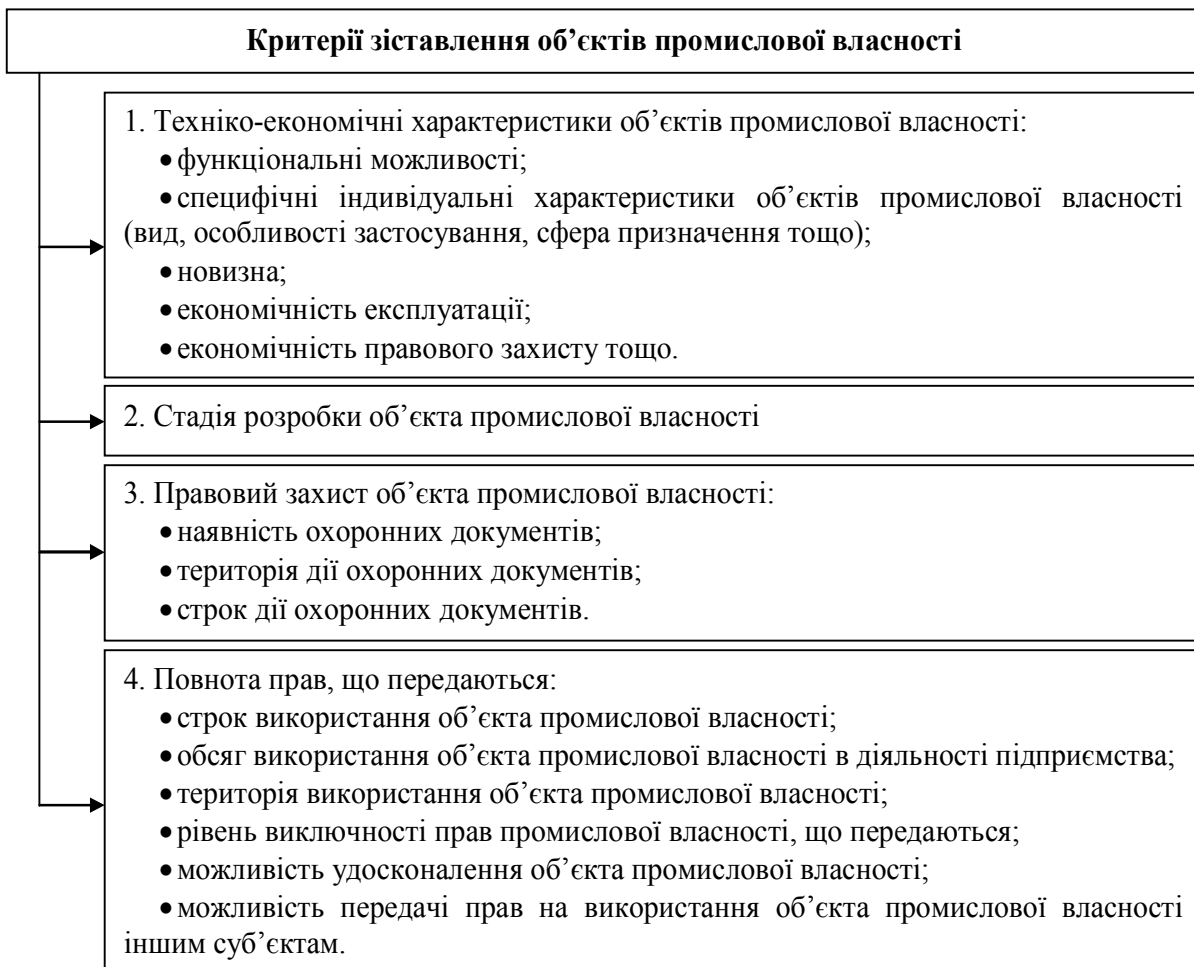 Критерії зіставлення об’єктів промислової власності
1. Техніко-економічні характеристики об’єктів промислової власності:
• функціональні можливості;
• специфічні індивідуальні характеристики об’єктів промислової власності
(вид, особливості застосування, сфера призначення тощо);
• новизна;
• економічність експлуатації;
• економічність правового захисту тощо.
2. Стадія розробки об’єкта промислової власності
3. Правовий захист об’єкта промислової власності:
• наявність охоронних документів;
• територія дії охоронних документів;
• строк дії охоронних документів.
4. Повнота прав, що передаються:
• строк використання об’єкта промислової власності;
• обсяг використання об’єкта промислової власності в діяльності підприємства;
• територія використання об’єкта промислової власності;
• рівень виключності прав промислової власності, що передаються;
• можливість удосконалення об’єкта промислової власності;
• можливість передачі прав на використання об’єкта промислової власності
іншим суб’єктам.